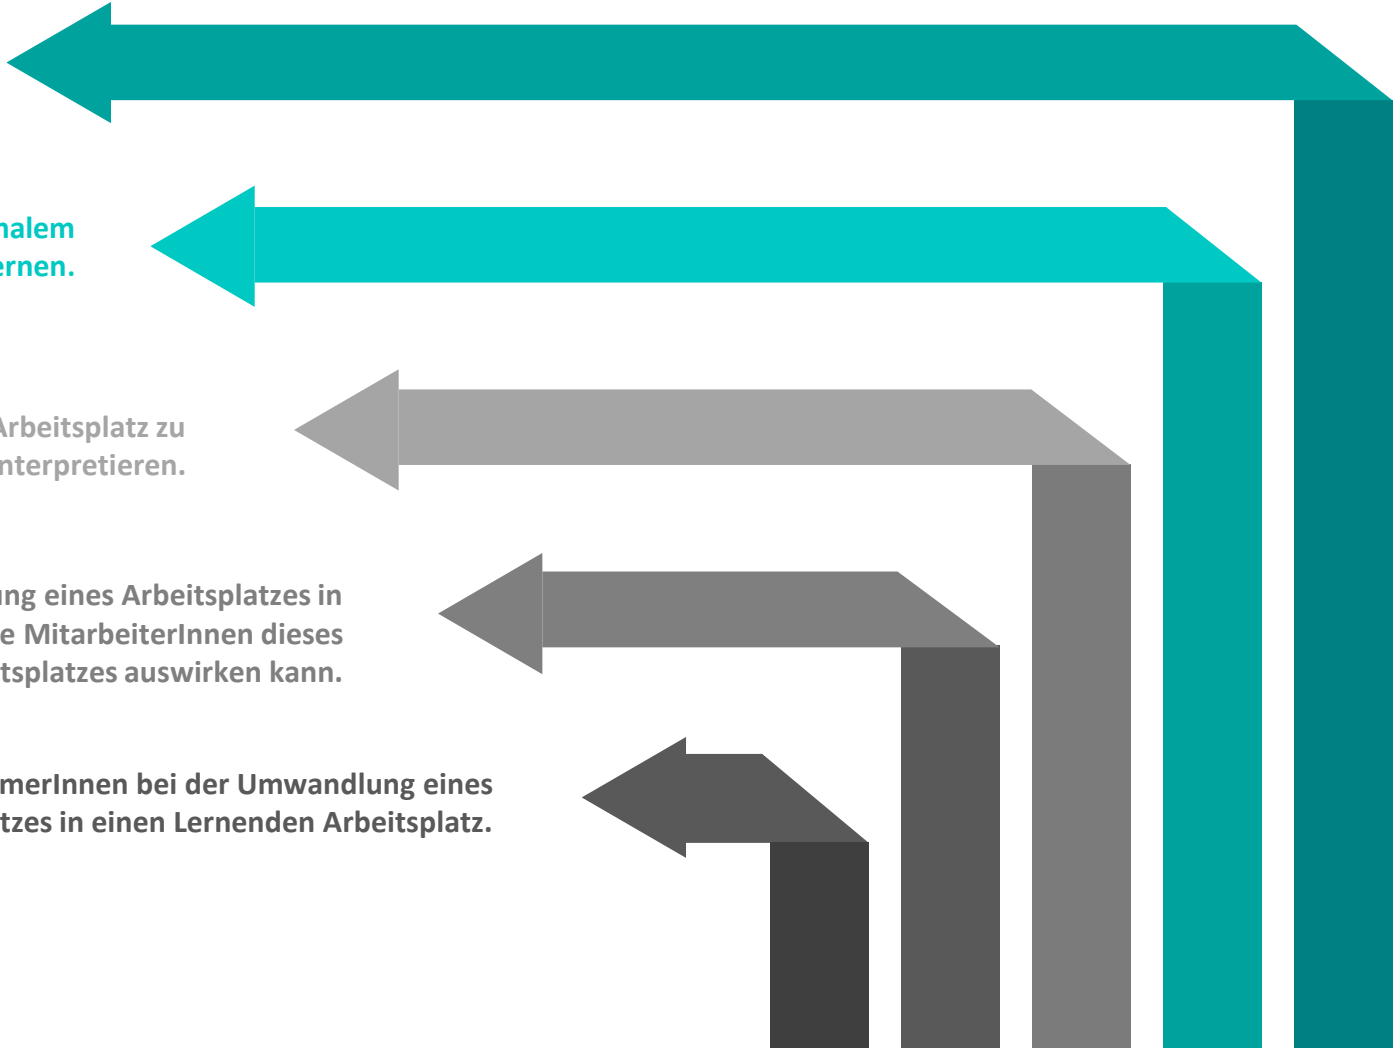 nalem
ernen.
Arbeitsplatz zu
nterpretieren.
ung eines Arbeitsplatzes in
e MitarbeiterInnen dieses
tsplatzes auswirken kann.
merInnen bei der Umwandlung eines
tzes in einen Lernenden Arbeitsplatz.